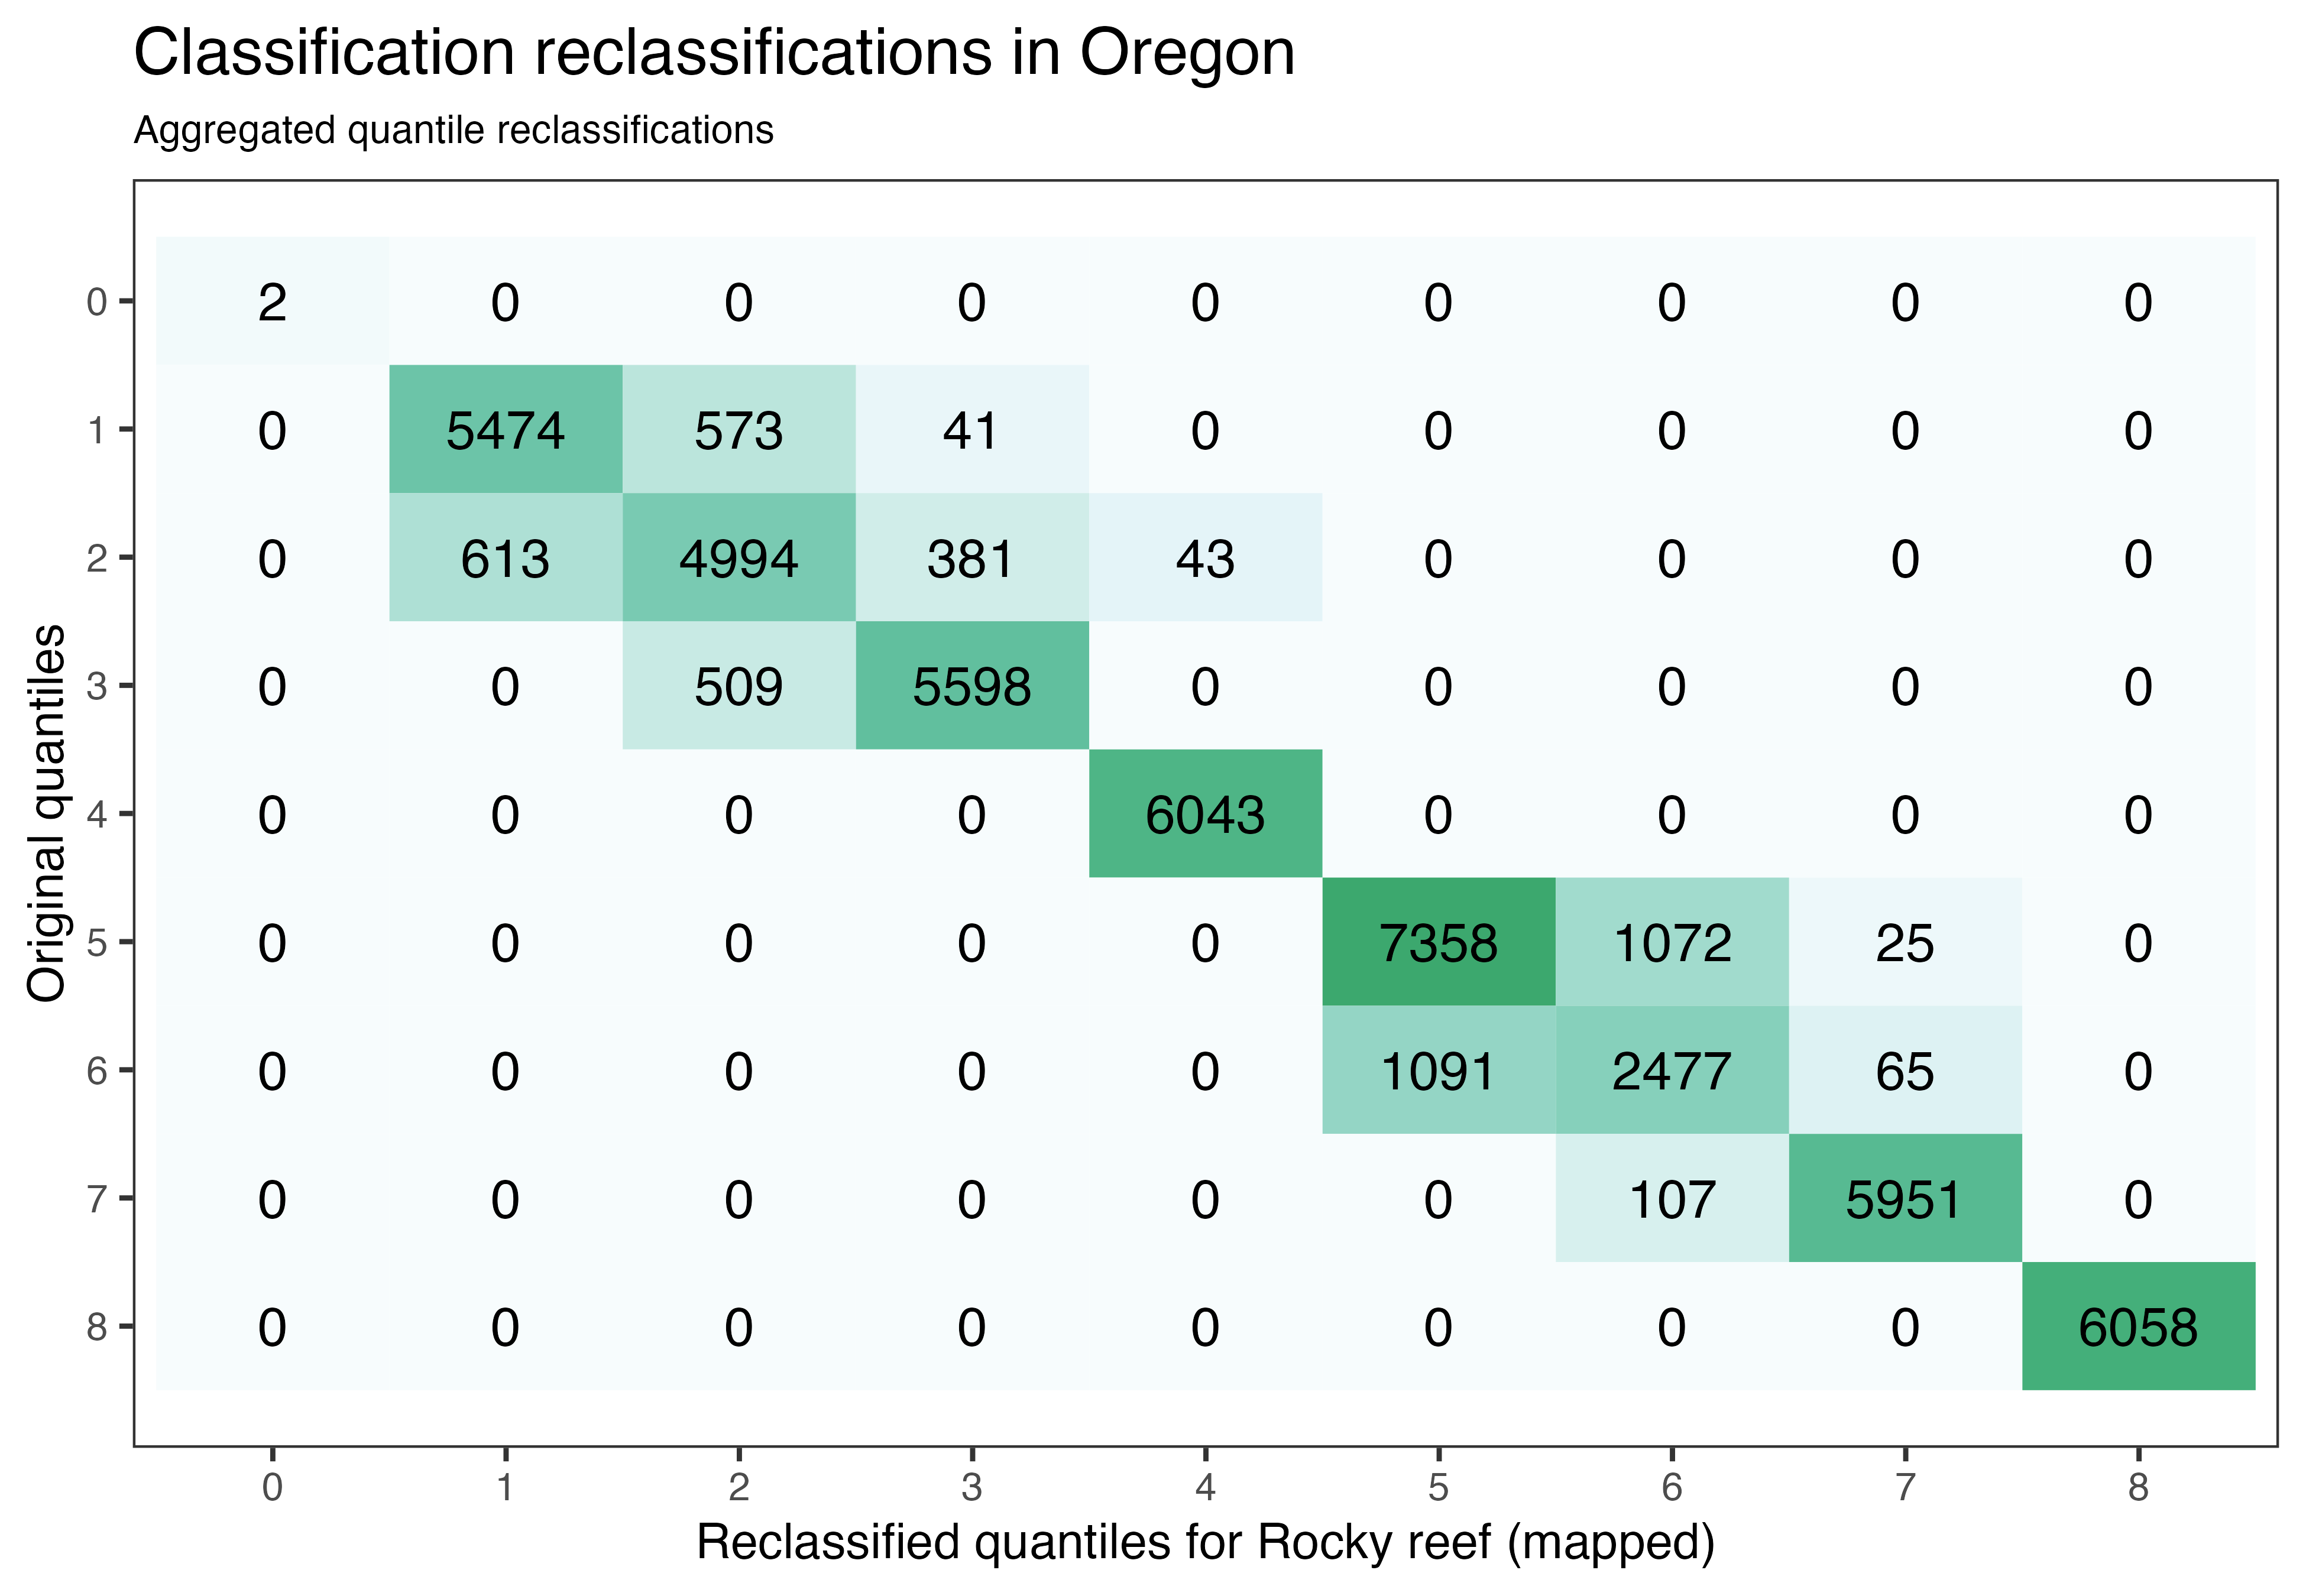 Classification reclassifications in Oregon
Aggregated quantile reclassifications
Original quantiles
0 2 0 0 0 0 0 0 0 0
1 0 5474 573 41 0 0 0 0 0
2 0 613 4994 381 43 0 0 0 0
3 0 0 509 5598 0 0 0 0 0
4 0 0 0 0 6043 0 0 0 0
5 0 0 0 0 0 7358 1072 25 0
6 0 0 0 0 0 1091 2477 65 0
7 0 0 0 0 0 0 107 5951 0
8 0 0 0 0 0 0 0 0 6058
0 1 2 3 4 5 6 7 8
Reclassified quantiles for Rocky reef (mapped)